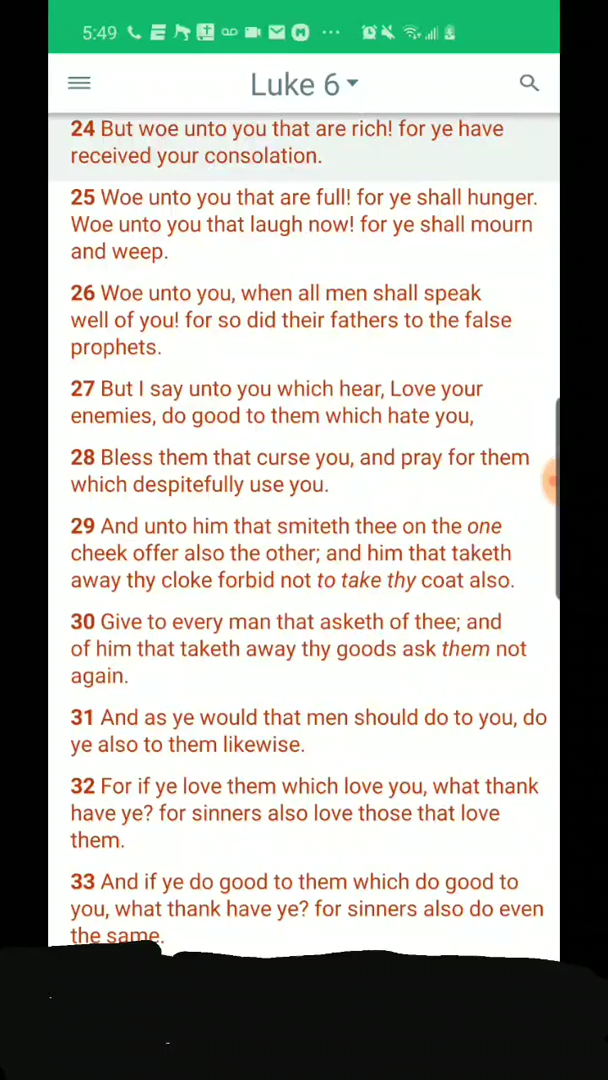 5:49
Luke 6
24 But woe unto you that are rich! for ye have
received your consolation.
25 Woe unto you that are full! for ye shall hunger.
Woe unto you that laugh now! for ye shall mourn
and weep.
26 Woe unto you, when all men shall speak
well of you! for so did their fathers to the false
prophets.
27 But I say unto you which hear, Love your
enemies, do good to them which hate you,
28 Bless them that curse you, and pray for them
which despitefully use you.
29 And unto him that smiteth thee on the one
cheek offer also the other; and him that taketh
away thy cloke forbid not to take thy coat also.
30 Give to every man that asketh of thee; and
of him that taketh away thy goods ask them not
again.
31 And as ye would that men should do to you, do
ye also to them likewise.
32 For if ye love them which love you, what thank
have ye? for sinners also love those that love
them.
33 And if ye do good to them which do good to
you, what thank have ye? for sinners also do even
the same.